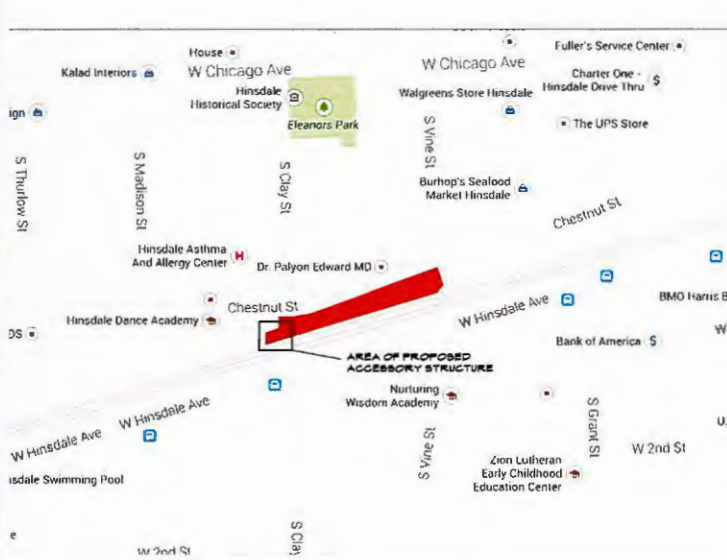 House
W Chicago Ave
Kalad Interiors
Hinsdale
Historical Society
Eleanors Park
W Chicago Ave
Fuller's Service Center
Charter One -
Hinsdale Drive Thru
$
Walgreens Store Hinsdale
The UPS Store
ign
S Thurlow St
S Madison St
S Clay St
S Vine St
Burhop's Seafood
Market Hinsdale
Chestnut St
Hinsdale Asthma
And Allergy Center
H
Dr. Palyon Edward MD
Chestnut St
Hinsdale Dance Academy
OS
W Hinsdale Ave
BMO Harris B
Bank of America
$
W
AREA OF PROPOSED
ACCESSORY STRUCTURE
Nurturing
Wisdom Academy
W Hinsdale Ave
W Hinsdale Ave
S Grant St
U.
S Vine St
W 2nd St
Zion Lutheran
Early Childhood
Education Center
nsdale Swimming Pool
e
S Clay
W 2nd St